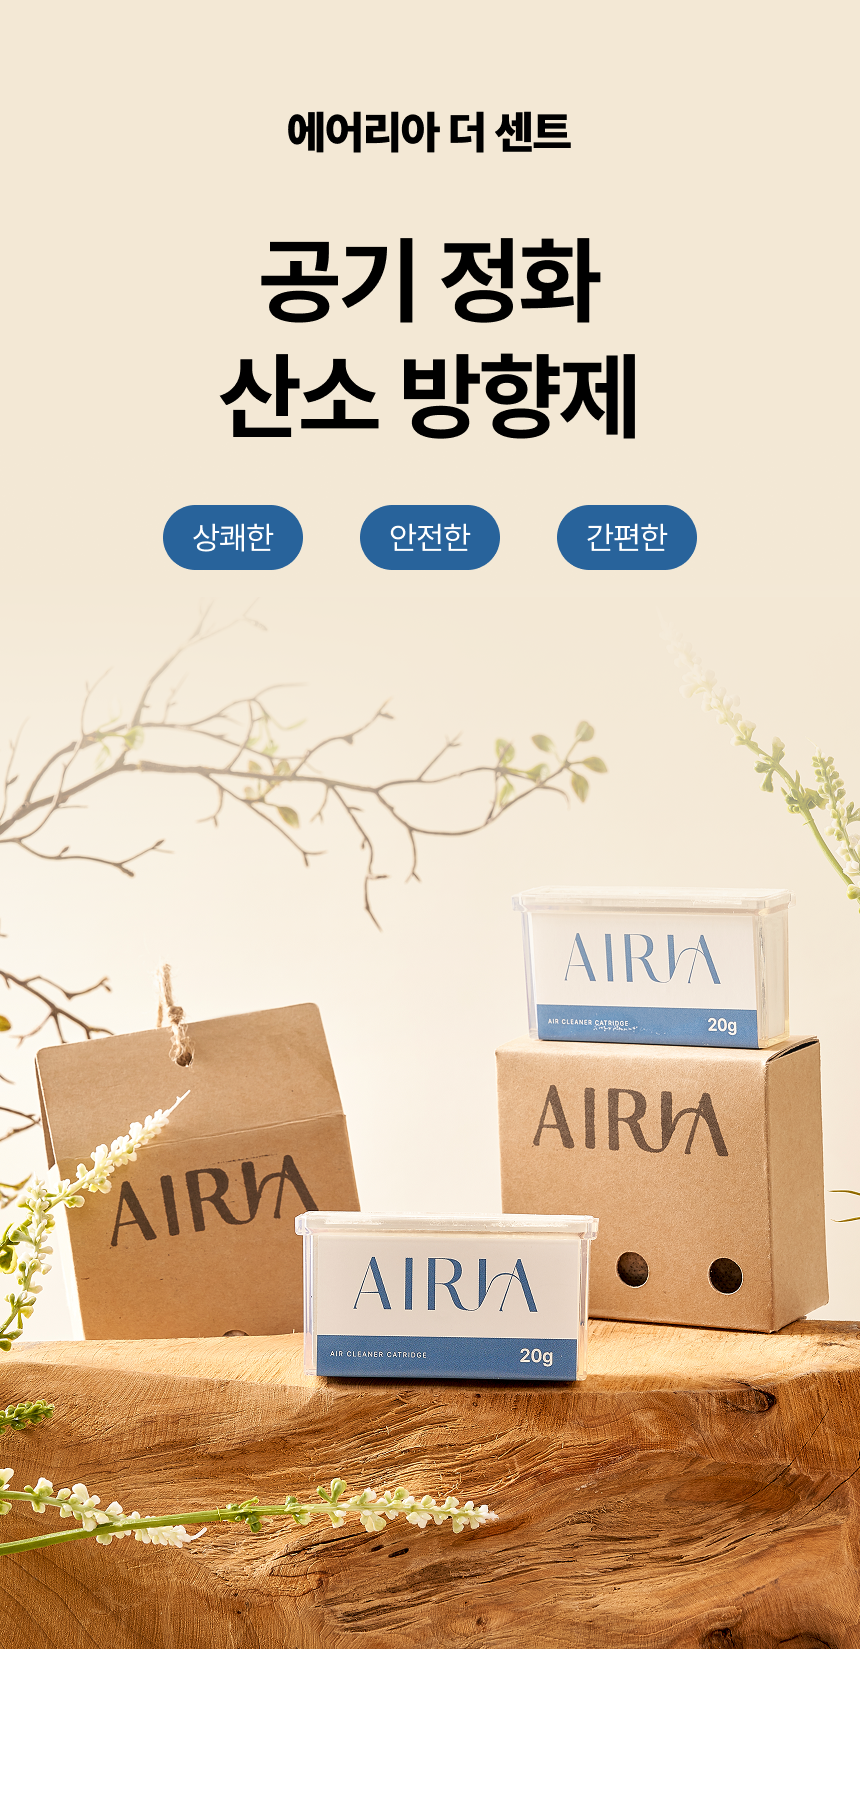 에어리아 더 센트
공기 정화
산소 방향제
상쾌한
안전한
간편한
AIRIA
AIR CLEANER CATRIDGE
20g
AIRIA
AIRIA
AIRIA
AIR CLEANER CATRIDGE
20g